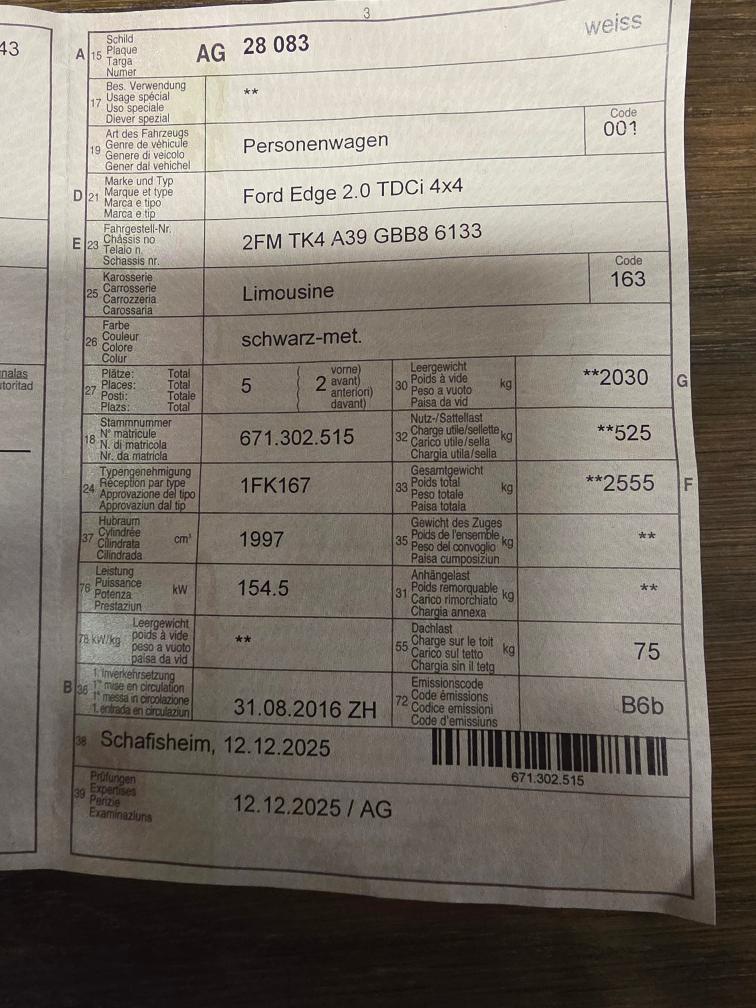 3
43
A 15 Schild
Plaque
Targa
Numer
AG 28 083
weiss
17 Bes. Verwendung
Usage spécial
Uso speciale
Diever spezial
**
19 Art des Fahrzeugs
Genre de véhicule
Genere di veicolo
Gener dal vehichel
Personenwagen
Code
001
D 21 Marke und Typ
Marque et type
Marca e tipo
Marca e tip
Ford Edge 2.0 TDCi 4x4
E 23 Fahrgestell-Nr.
Châssis no
Telaio n.
Schassis nr.
2FM TK4 A39 GBB8 6133
25 Karosserie
Carrosserie
Carrozzeria
Carossaria
Limousine
Code
163
26 Farbe
Couleur
Colore
Colur
schwarz-met.
nalas
utoritad
27 Plätze: Total
Places: Total
Posti: Totale
Plazs: Total
5 ( 2 vorne)
avant)
anteriori)
davant)
30 Leergewicht
Poids à vide
Peso a vuoto
Paisa da vid
kg
**2030 G
18 Stammnummer
N° matricule
N. di matricola
Nr. da matricla
671.302.515
32 Nutz-/Sattellast
Charge utile/sellette
Carico utile/sella
Chargia utila/sella
kg
**525
24 Typengenehmigung
Réception par type
Approvazione del tipo
Approvaziun dal tip
1FK167
33 Gesamtgewicht
Poids total
Peso totale
Paisa totala
kg
**2555 F
37 Hubraum
Cylindrée
Cilindrata
Cilindrada
cm³
1997
35 Gewicht des Zuges
Poids de l'ensemble
Peso del convoglio
Paisa cumposiziun
kg
**
76 Leistung
Puissance
Potenza
Prestaziun
kW
154.5
31 Anhängelast
Poids remorquable
Carico rimorchiato
Chargia annexa
kg
**
78 kW/kg Leergewicht
poids à vide
peso a vuoto
paisa da vid
**
55 Dachlast
Charge sur le toit
Carico sul tetto
Chargia sin il tetg
kg
75
B 36 1. Inverkehrsetzung
1re mise en circulation
1a messa in circolazione
1. entrada en circulaziun
31.08.2016 ZH
72 Emissionscode
Code émissions
Codice emissioni
Code d'emissiuns
B6b
38 Schafisheim, 12.12.2025
671.302.515
39 Prüfungen
Expertises
Perizie
Examinaziuns
12.12.2025 / AG